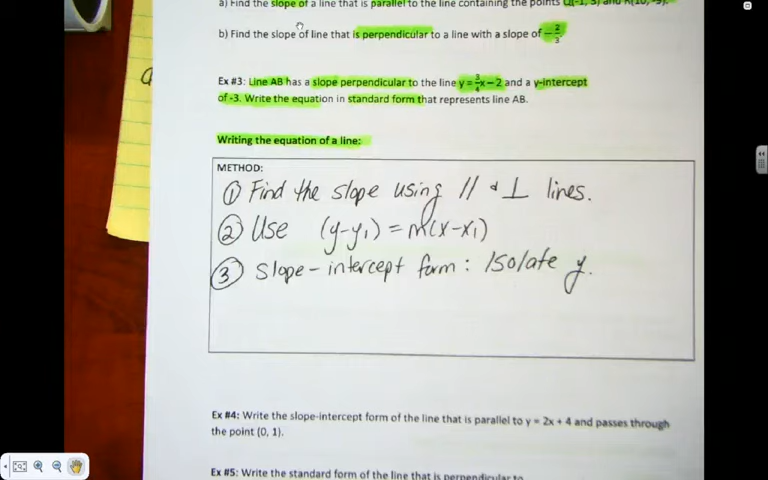 a) Find the slope of a line that is parallel to the line containing the points
b) Find the slope of line that is perpendicular to a line with a slope of -2/3
Ex #3: Line AB has a slope perpendicular to the line y = 3/4x – 2 and a y-intercept
of -3. Write the equation in standard form that represents line AB.
Writing the equation of a line:
METHOD:
① Find the slope using // & ⊥ lines.
② Use (y-y₁) = m(x-x₁)
③ Slope-intercept form: Isolate y.
Ex #4: Write the slope-intercept form of the line that is parallel to y = 2x + 4 and passes through
the point (0, 1).
Ex #5: Write the standard form of the line that is perpendicular to